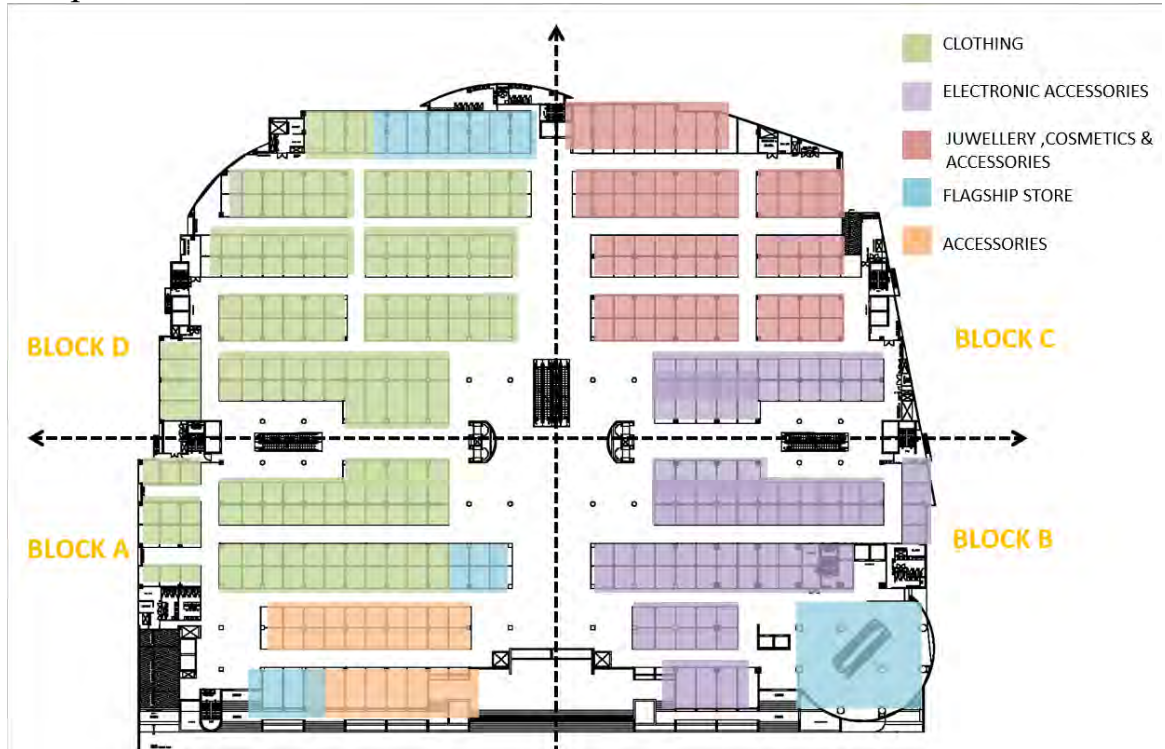 CLOTHING
ELECTRONIC ACCESSORIES
JUWELLERY ,COSMETICS &
ACCESSORIES
FLAGSHIP STORE
ACCESSORIES
BLOCK D
BLOCK C
BLOCK A
BLOCK B